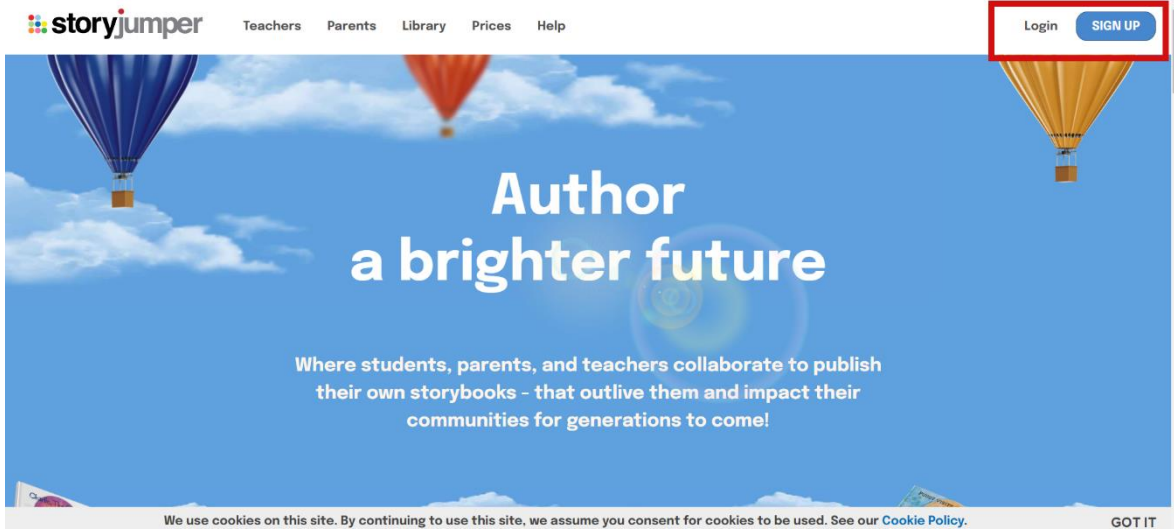 storyjumper
Teachers Parents Library Prices Help
Login SIGN UP
Author
a brighter future
Where students, parents, and teachers collaborate to publish
their own storybooks - that outlive them and impact their
communities for generations to come!
We use cookies on this site. By continuing to use this site, we assume you consent for cookies to be used. See our Cookie Policy. GOT IT